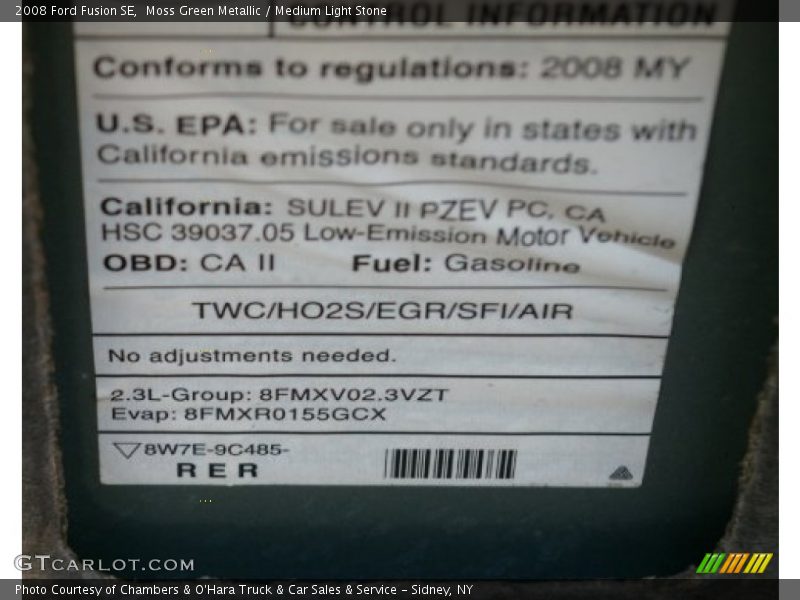 2008 Ford Fusion SE, Moss Green Metallic / Medium Light Stone
CONTROL INFORMATION
Conforms to regulations: 2008 MY
U.S. EPA: For sale only in states with
California emissions standards.
California: SULEV II PZEV PC, CA
HSC 39037.05 Low-Emission Motor Vehicle
OBD: CA II Fuel: Gasoline
TWC/HO2S/EGR/SFI/AIR
No adjustments needed.
2.3L-Group: 8FMXV02.3VZT
Evap: 8FMXR0155GCX
8W7E-9C485-
RER
GTCARLOT.COM
Photo Courtesy of Chambers & O'Hara Truck & Car Sales & Service - Sidney, NY